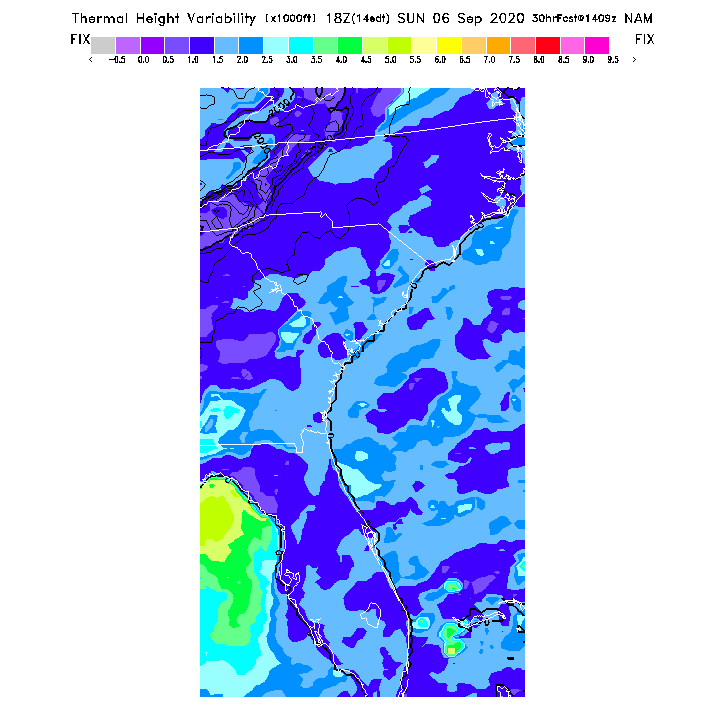 Thermal Height Variability [x1000ft] 18Z(14edt) SUN 06 Sep 2020 30hrFcst@1409z NAM
FIX FIX
< -0.5 0.0 0.5 1.0 1.5 2.0 2.5 3.0 3.5 4.0 4.5 5.0 5.5 6.0 6.5 7.0 7.5 8.0 8.5 9.0 9.5 >
2000
2000